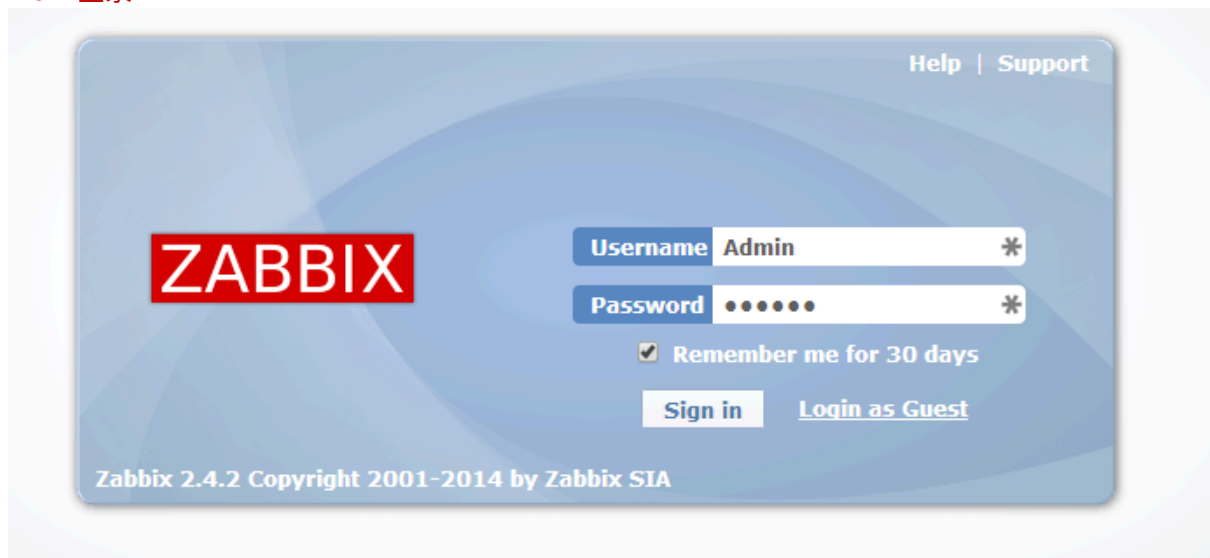 Help | Support
ZABBIX
Username Admin
Password ●●●●●●
Remember me for 30 days
Sign in Login as Guest
Zabbix 2.4.2 Copyright 2001-2014 by Zabbix SIA